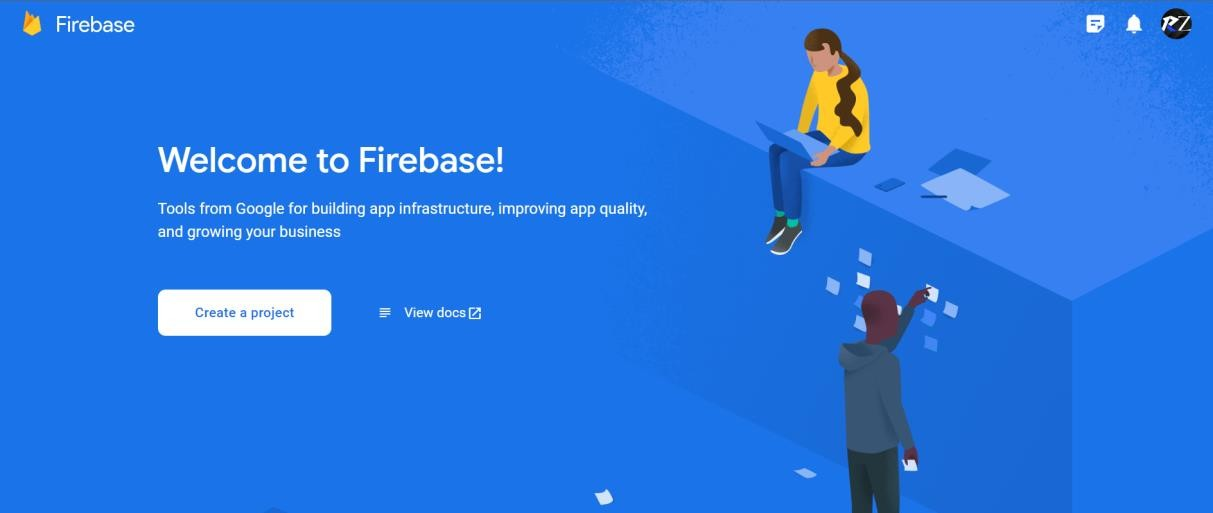 Firebase
RZ
Welcome to Firebase!
Tools from Google for building app infrastructure, improving app quality,
and growing your business
Create a project
View docs